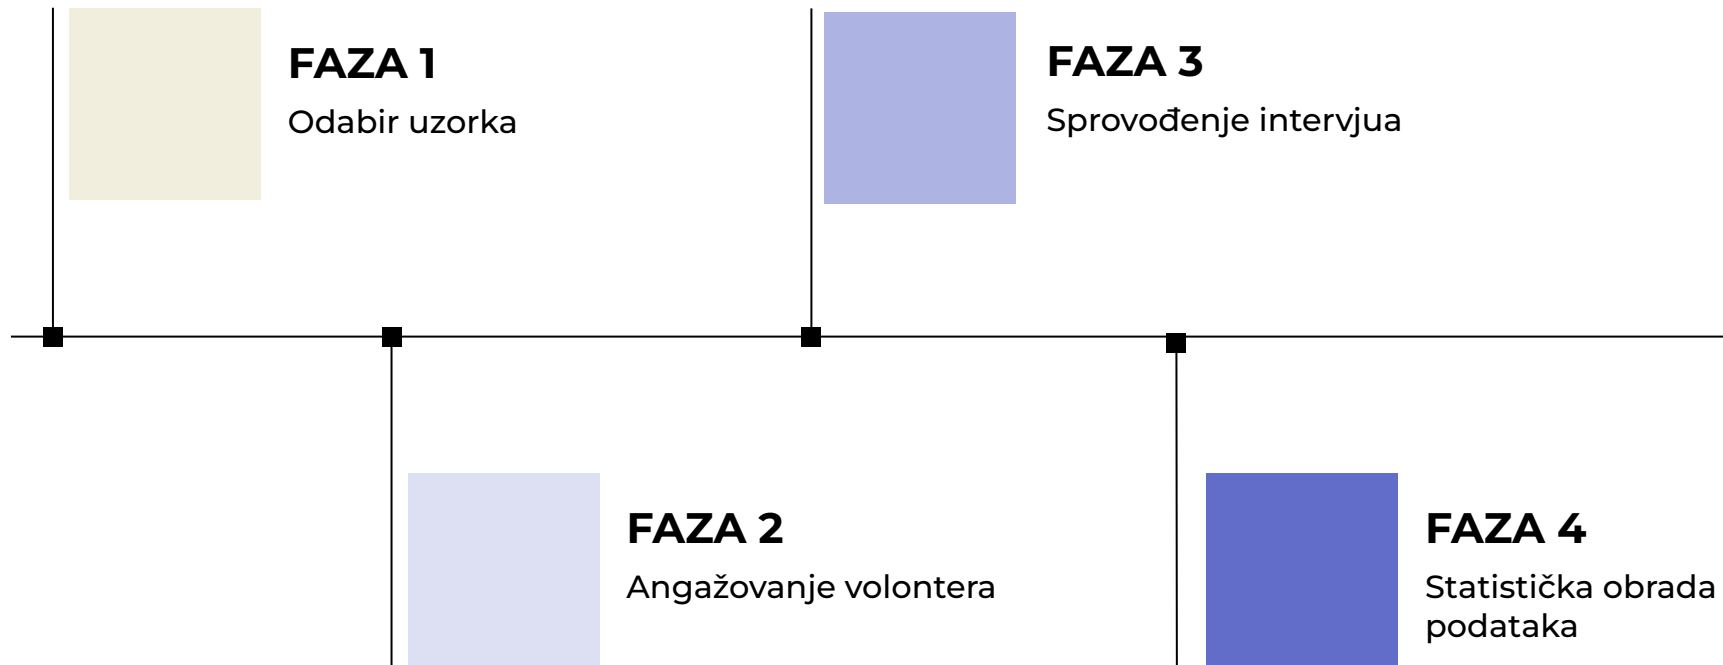 FAZA 1
Odabir uzorka
FAZA 2
Angažovanje volontera
FAZA 3
Sprovođenje intervjua
FAZA 4
Statistička obrada
podataka